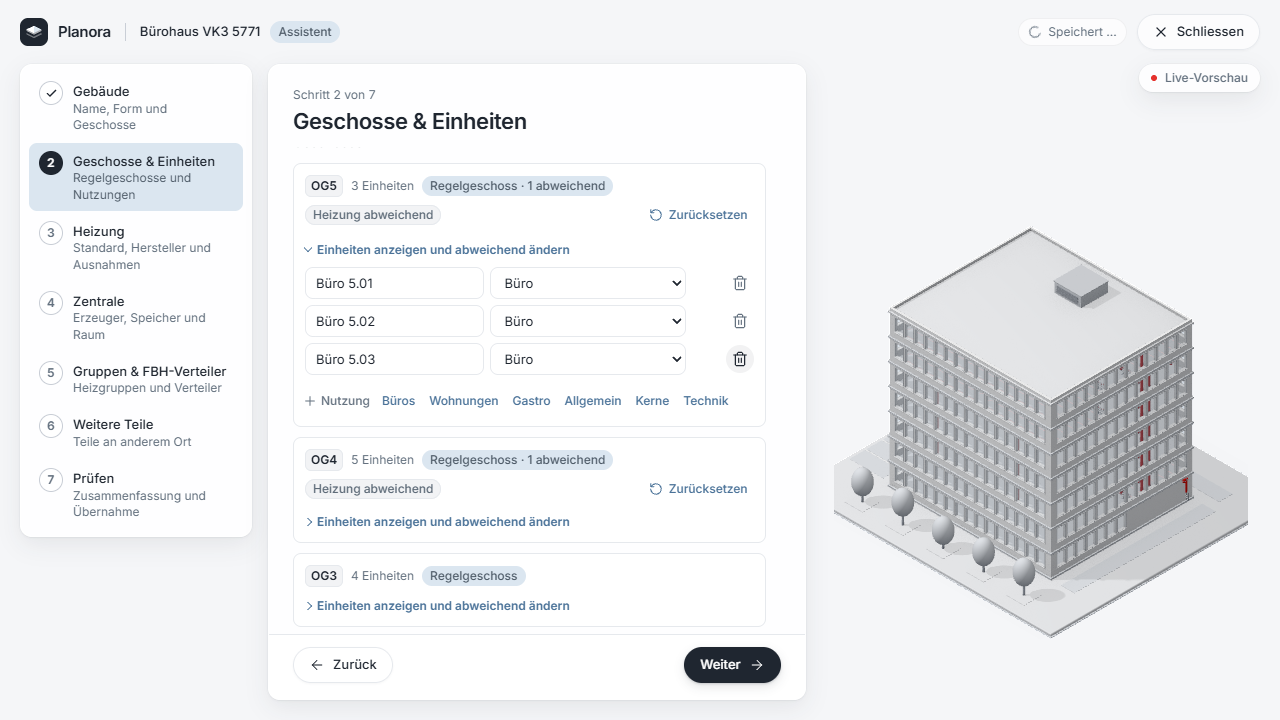 Planora
Bürohaus VK3 5771
Assistent
Speichert ...
Schliessen
Gebäude
Name, Form und
Geschosse
2
Geschosse & Einheiten
Regelgeschosse und
Nutzungen
3
Heizung
Standard, Hersteller und
Ausnahmen
4
Zentrale
Erzeuger, Speicher und
Raum
5
Gruppen & FBH-Verteiler
Heizgruppen und Verteiler
6
Weitere Teile
Teile an anderem Ort
7
Prüfen
Zusammenfassung und
Übernahme
Schritt 2 von 7
Geschosse & Einheiten
OG5 3 Einheiten Regelgeschoss · 1 abweichend
Heizung abweichend Zurücksetzen
Einheiten anzeigen und abweichend ändern
Büro 5.01 Büro
Büro 5.02 Büro
Büro 5.03 Büro
+ Nutzung Büros Wohnungen Gastro Allgemein Kerne Technik
OG4 5 Einheiten Regelgeschoss · 1 abweichend
Heizung abweichend Zurücksetzen
Einheiten anzeigen und abweichend ändern
OG3 4 Einheiten Regelgeschoss
Einheiten anzeigen und abweichend ändern
Zurück
Weiter
Live-Vorschau